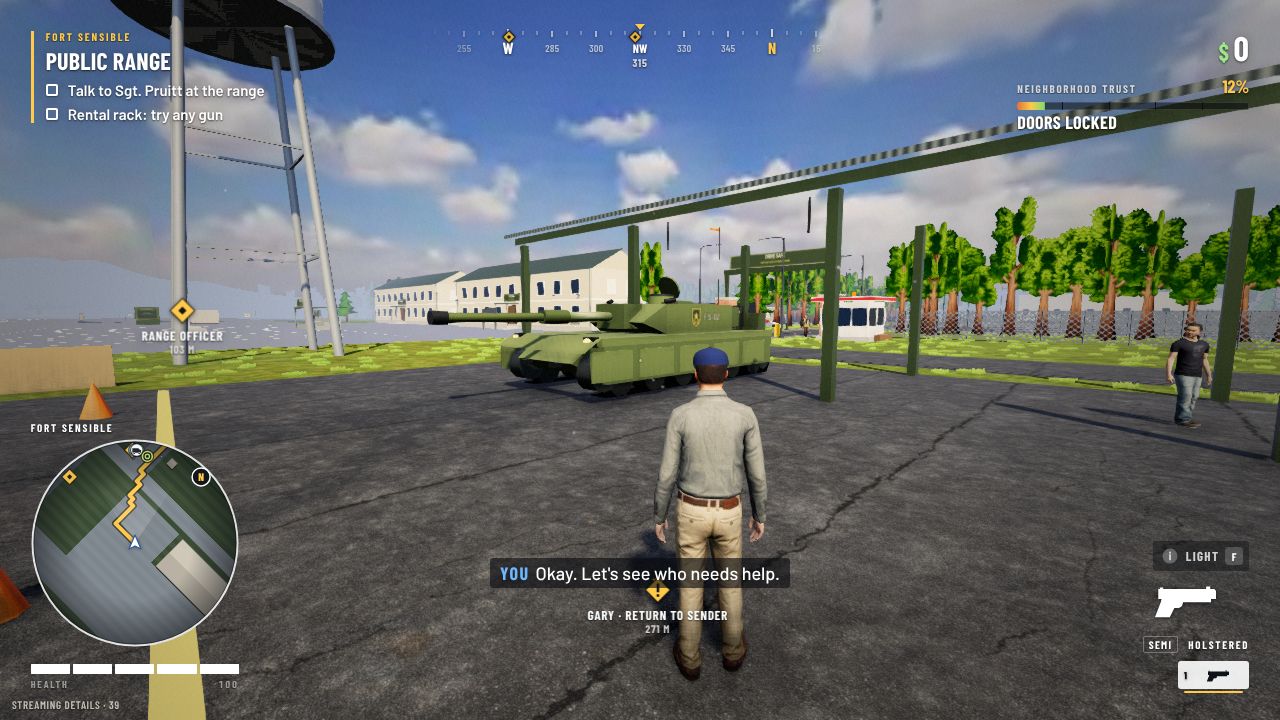 FORT SENSIBLE
PUBLIC RANGE
Talk to Sgt. Pruitt at the range
Rental rack: try any gun
255 W 285 300 NW 330 345 N 15
315
$0
NEIGHBORHOOD TRUST 12%
DOORS LOCKED
RANGE OFFICER
103 M
FORT SENSIBLE
N
YOU Okay. Let's see who needs help.
GARY · RETURN TO SENDER
271 M
i LIGHT F
SEMI HOLSTERED
1
HEALTH 100
STREAMING DETAILS · 39